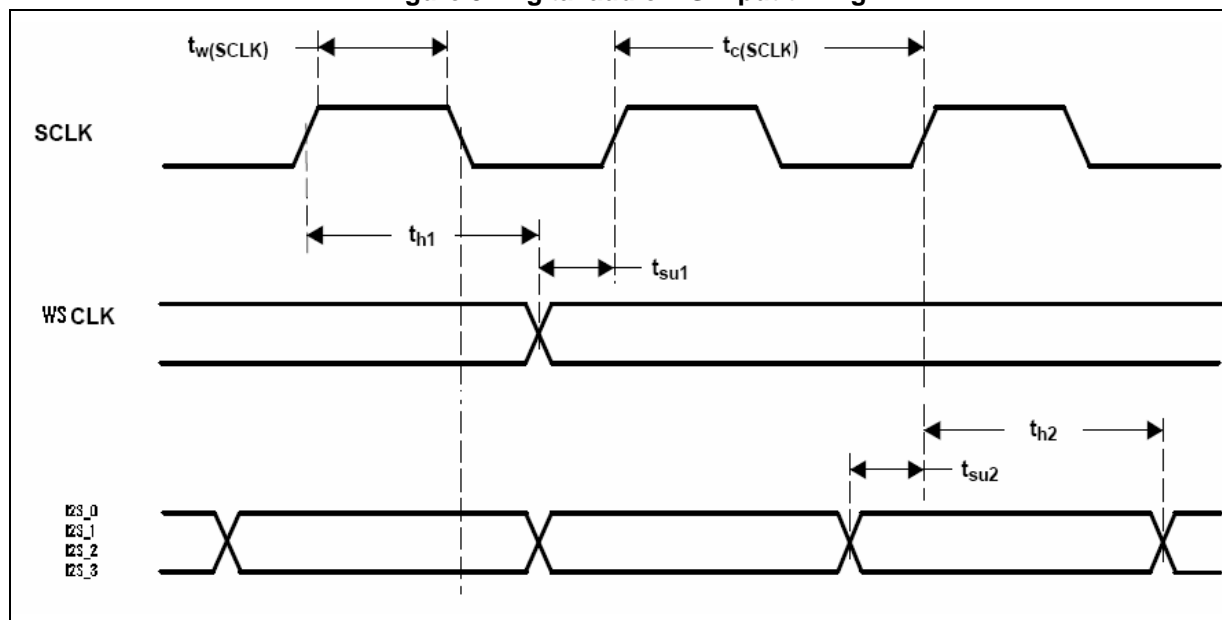 tw(SCLK)
tc(SCLK)
SCLK
th1
tsu1
WS CLK
th2
tsu2
I2S_0
I2S_1
I2S_2
I2S_3